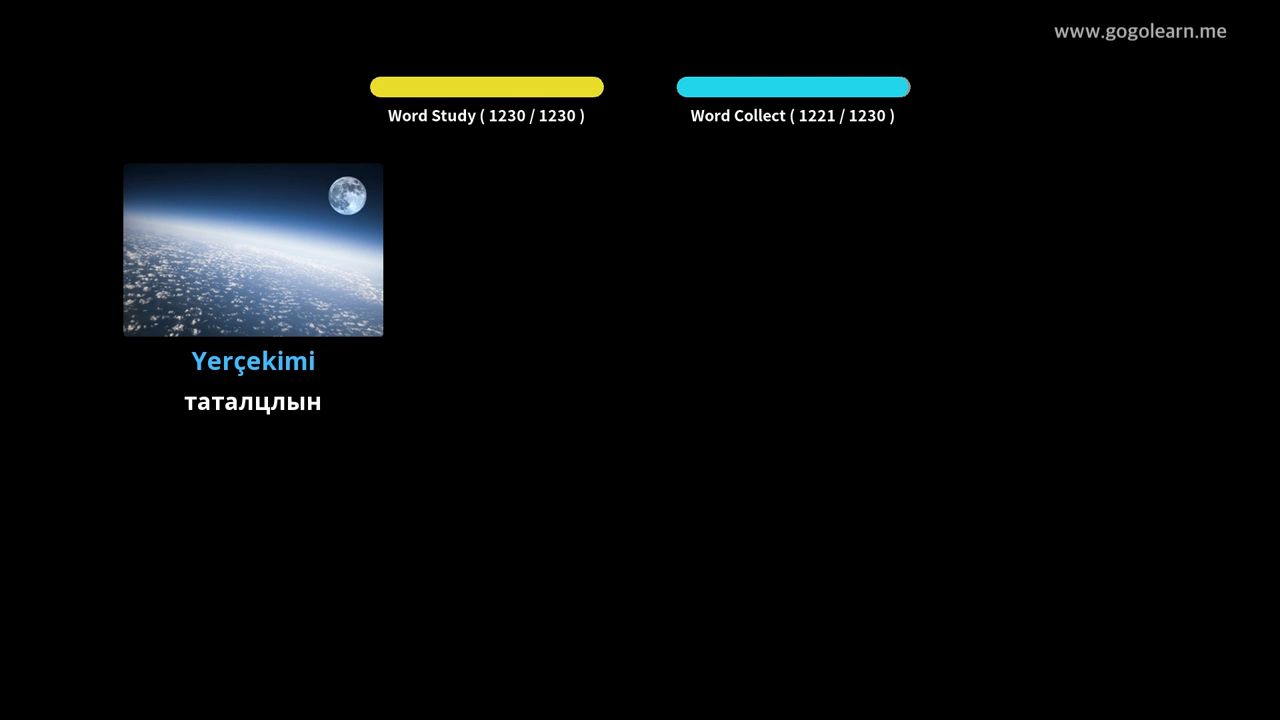 www.gogolearn.me
Word Study ( 1230 / 1230 )
Word Collect ( 1221 / 1230 )
Yerçekimi
таталцлын